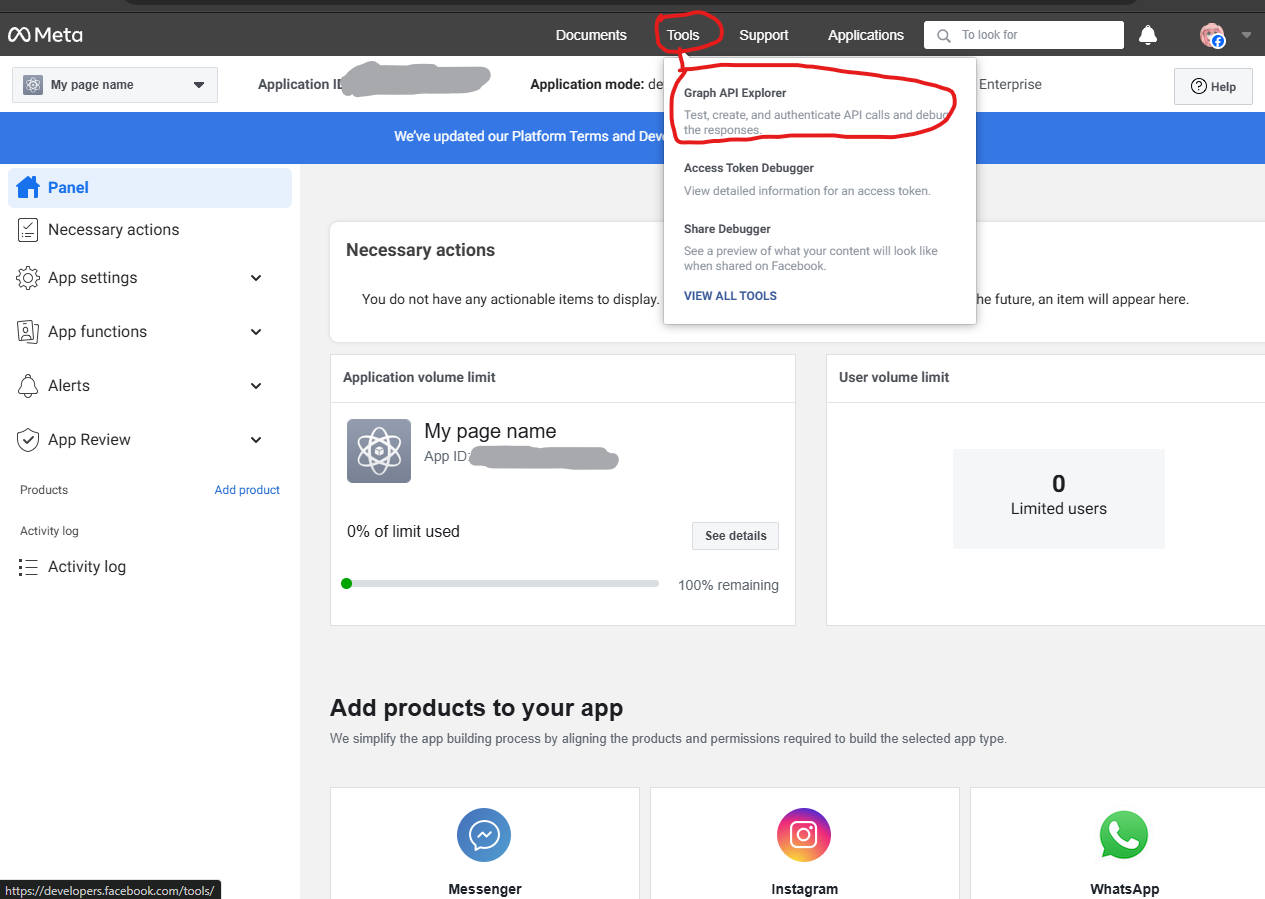 Meta
Documents
Tools
Support
Applications
To look for
My page name
Application ID
Application mode: de
Enterprise
Help
We've updated our Platform Terms and Deve
Graph API Explorer
Test, create, and authenticate API calls and debug
the responses.
Access Token Debugger
View detailed information for an access token.
Share Debugger
See a preview of what your content will look like
when shared on Facebook.
VIEW ALL TOOLS
Panel
Necessary actions
App settings
App functions
Alerts
App Review
Products
Add product
Activity log
Activity log
Necessary actions
You do not have any actionable items to display.
he future, an item will appear here.
Application volume limit
My page name
App ID:
0% of limit used
See details
100% remaining
User volume limit
0
Limited users
Add products to your app
We simplify the app building process by aligning the products and permissions required to build the selected app type.
Messenger
Instagram
WhatsApp
https://developers.facebook.com/tools/